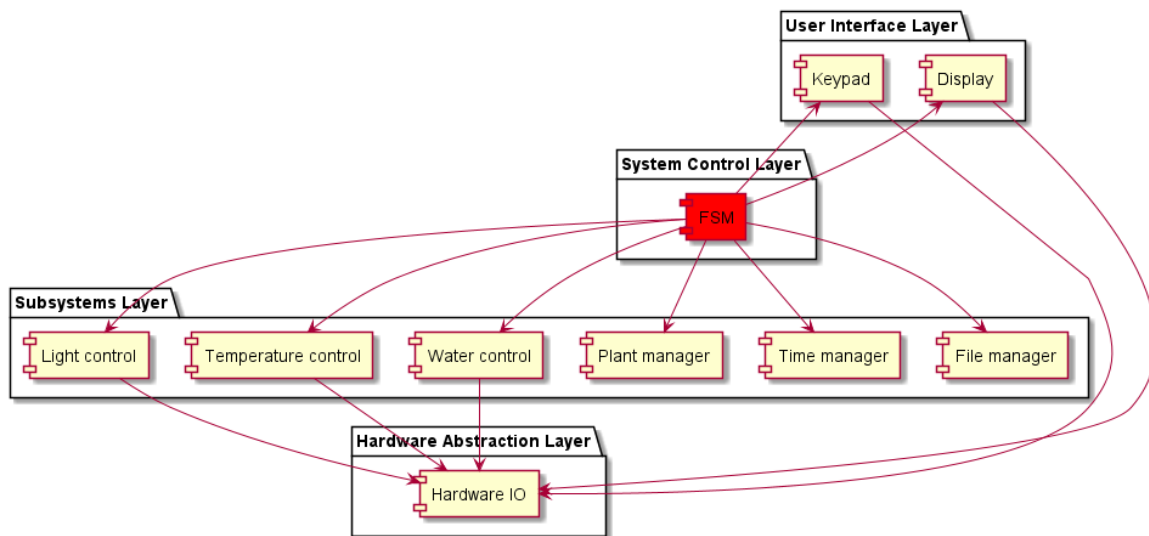 User Interface Layer
Keypad
Display
System Control Layer
FSM
Subsystems Layer
Light control
Temperature control
Water control
Plant manager
Time manager
File manager
Hardware Abstraction Layer
Hardware IO